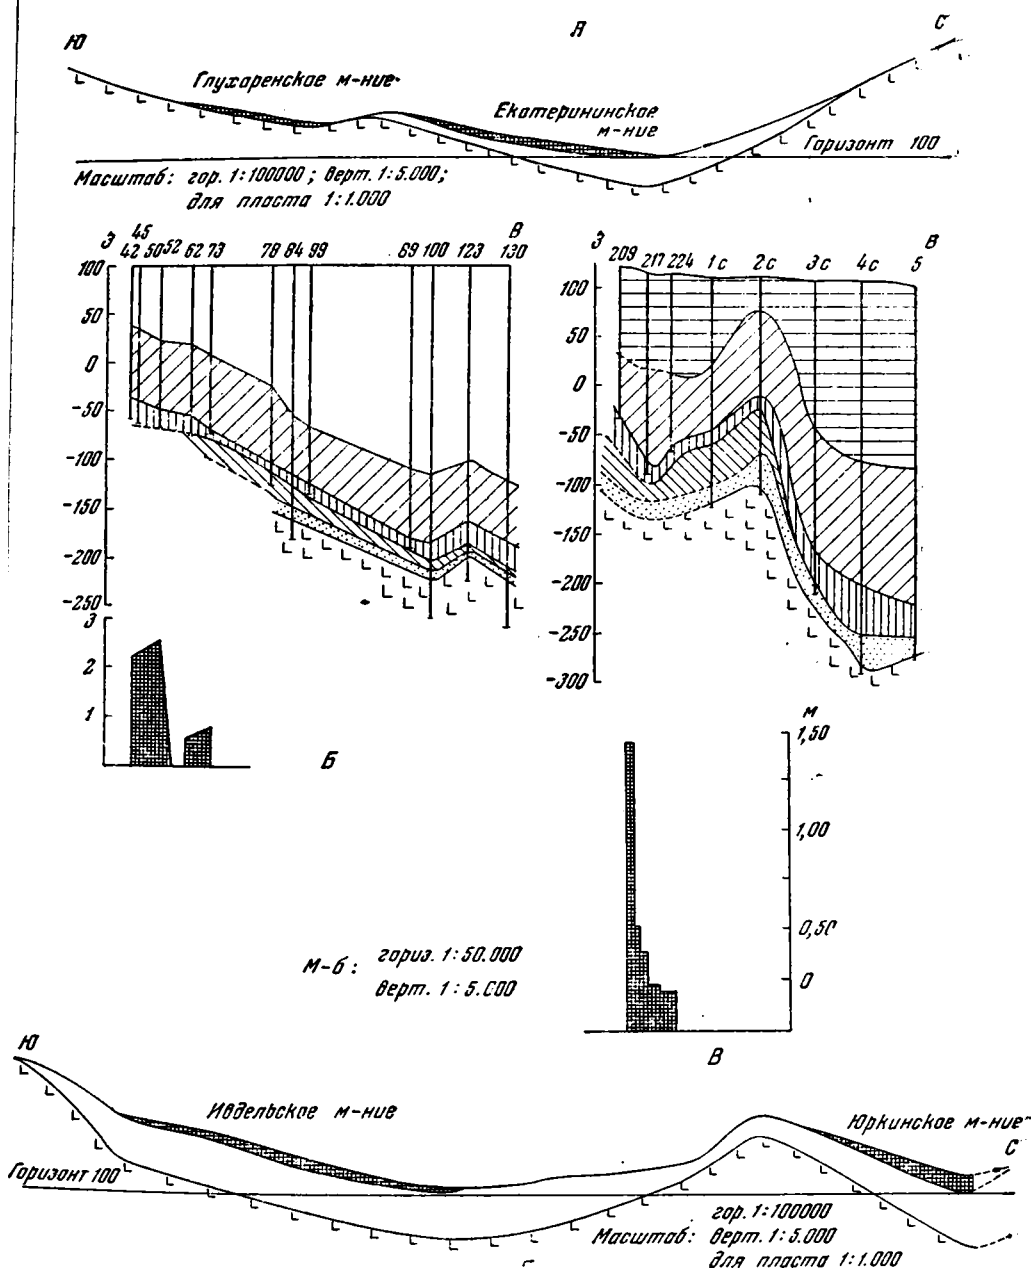 Ю
А
С
Глухаренское м-ние
Екатерининское
м-ние
Горизонт 100
Масштаб: гор. 1:100000; верт. 1:5.000;
для пласта 1:1.000
З
45
В
42 50 52 62 73 78 84 99 89 100 123 130
100
50
0
-50
-100
-150
-200
-250
3
2
1
Б
З
В
209 217 224 1с 2с 3с 4с 5
100
50
0
-50
-100
-150
-200
-250
-300
м
1,50
1,00
0,50
0
В
М-б: гориз. 1:50.000
верт. 1:5.000
Ю
Ивдельское м-ние
Юркинское м-ние
С
Горизонт 100
гор. 1:100000
Масштаб: верт. 1:5.000
для пласта 1:1.000